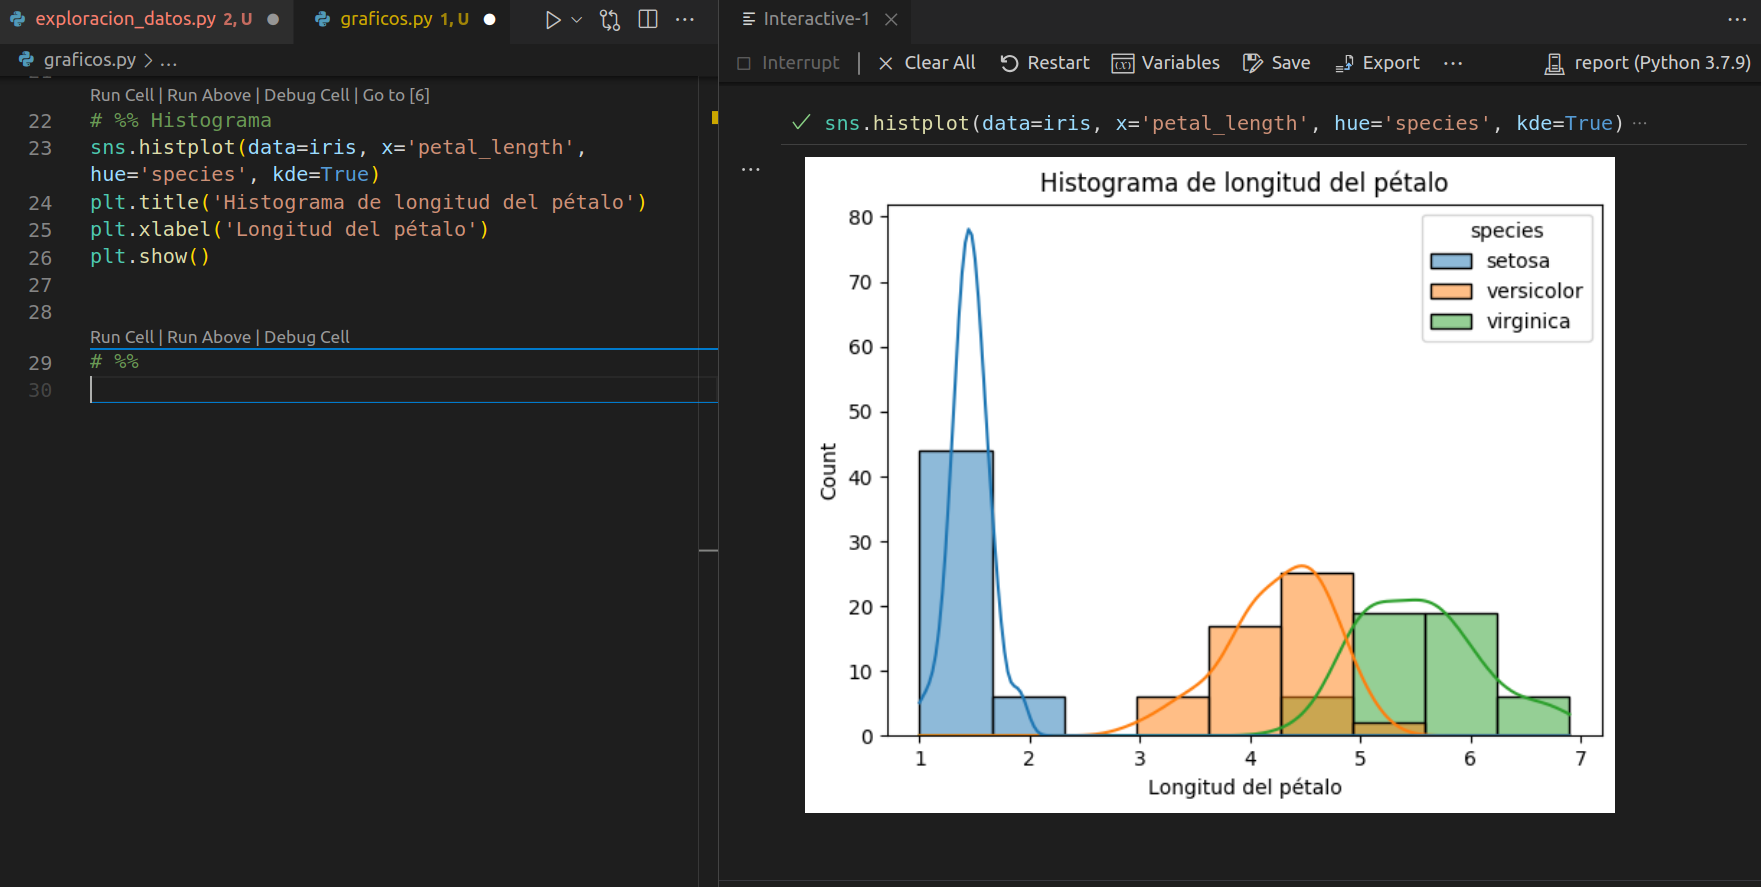 exploracion_datos.py 2, U
graficos.py 1, U
graficos.py > ...
Run Cell | Run Above | Debug Cell | Go to [6]
22 # %% Histograma
23 sns.histplot(data=iris, x='petal_length',
hue='species', kde=True)
24 plt.title('Histograma de longitud del pétalo')
25 plt.xlabel('Longitud del pétalo')
26 plt.show()
27
28
Run Cell | Run Above | Debug Cell
29 # %%
30
Interactive-1
Interrupt | Clear All Restart Variables Save Export ... report (Python 3.7.9)
sns.histplot(data=iris, x='petal_length', hue='species', kde=True) ...
Histograma de longitud del pétalo
species
setosa
versicolor
virginica
80
70
60
50
40
30
20
10
0
Count
1 2 3 4 5 6 7
Longitud del pétalo